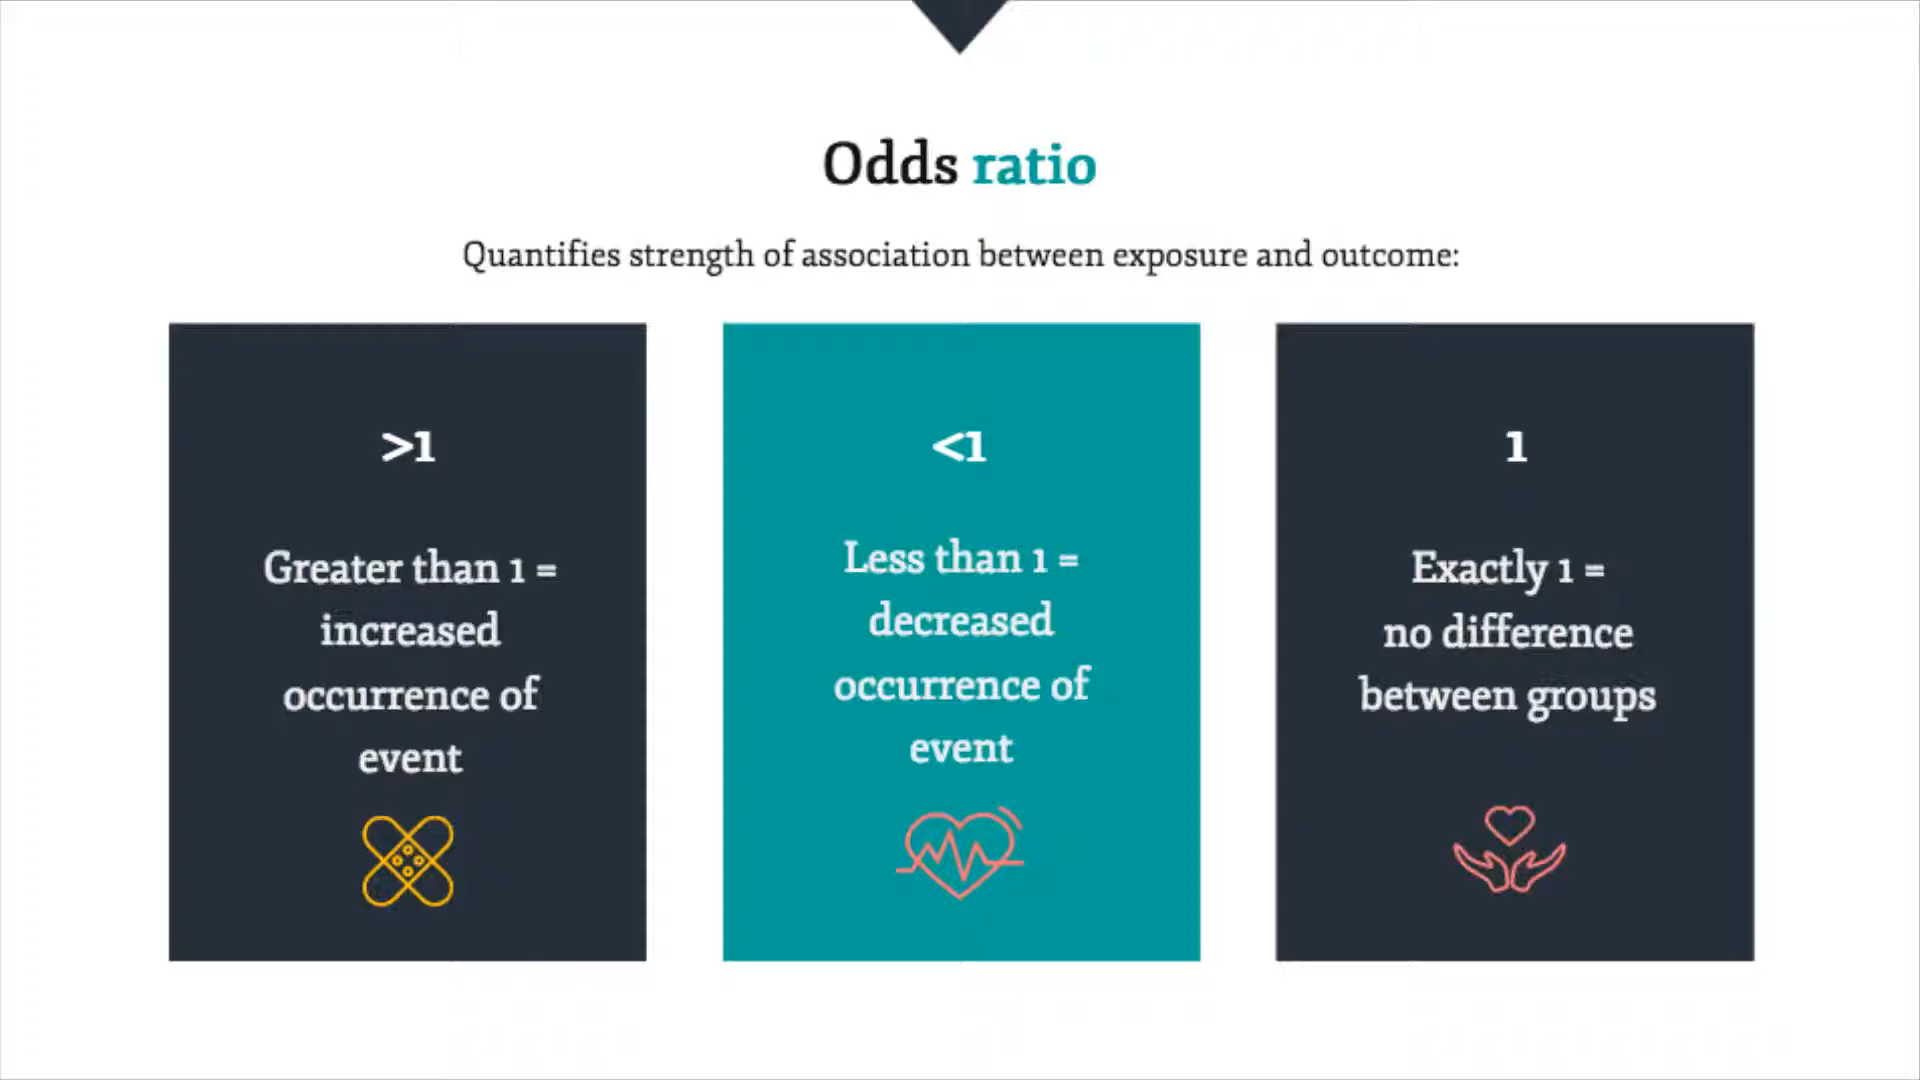 Odds ratio
Quantifies strength of association between exposure and outcome:
>1
Greater than 1 =
increased
occurrence of
event
<1
Less than 1 =
decreased
occurrence of
event
1
Exactly 1 =
no difference
between groups